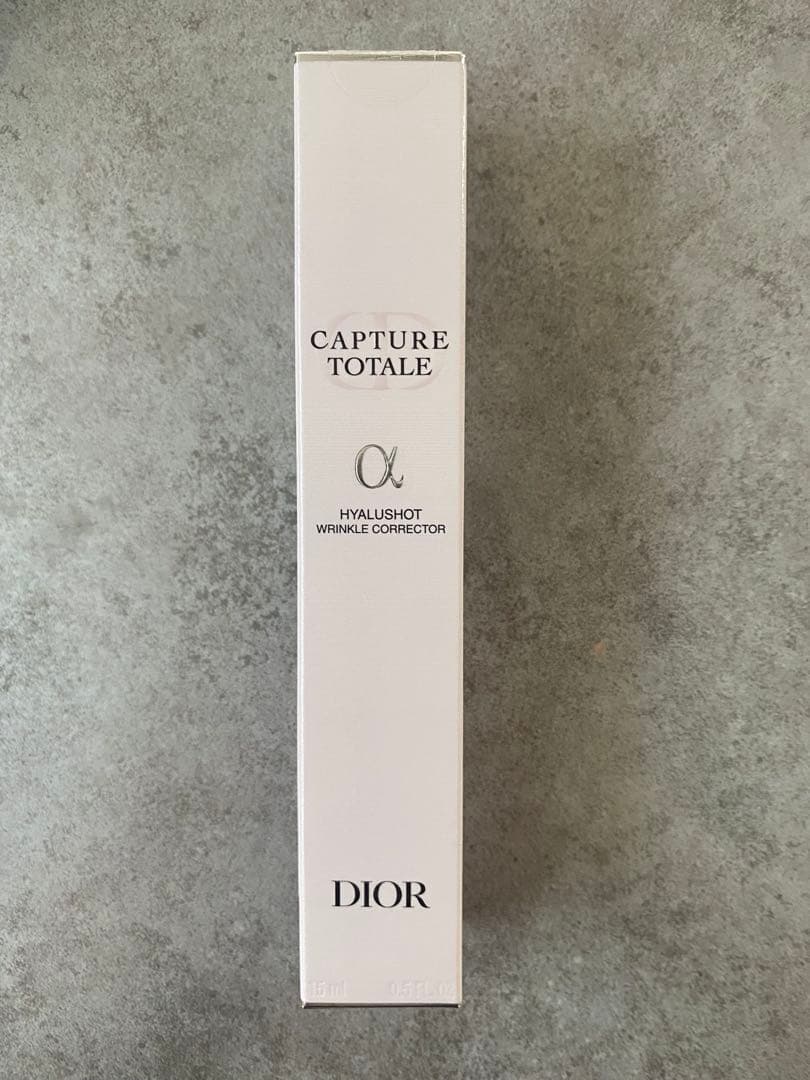 CAPTURE
TOTALE
α
HYALUSHOT
WRINKLE CORRECTOR
DIOR
15 ml 0.5 FL. OZ